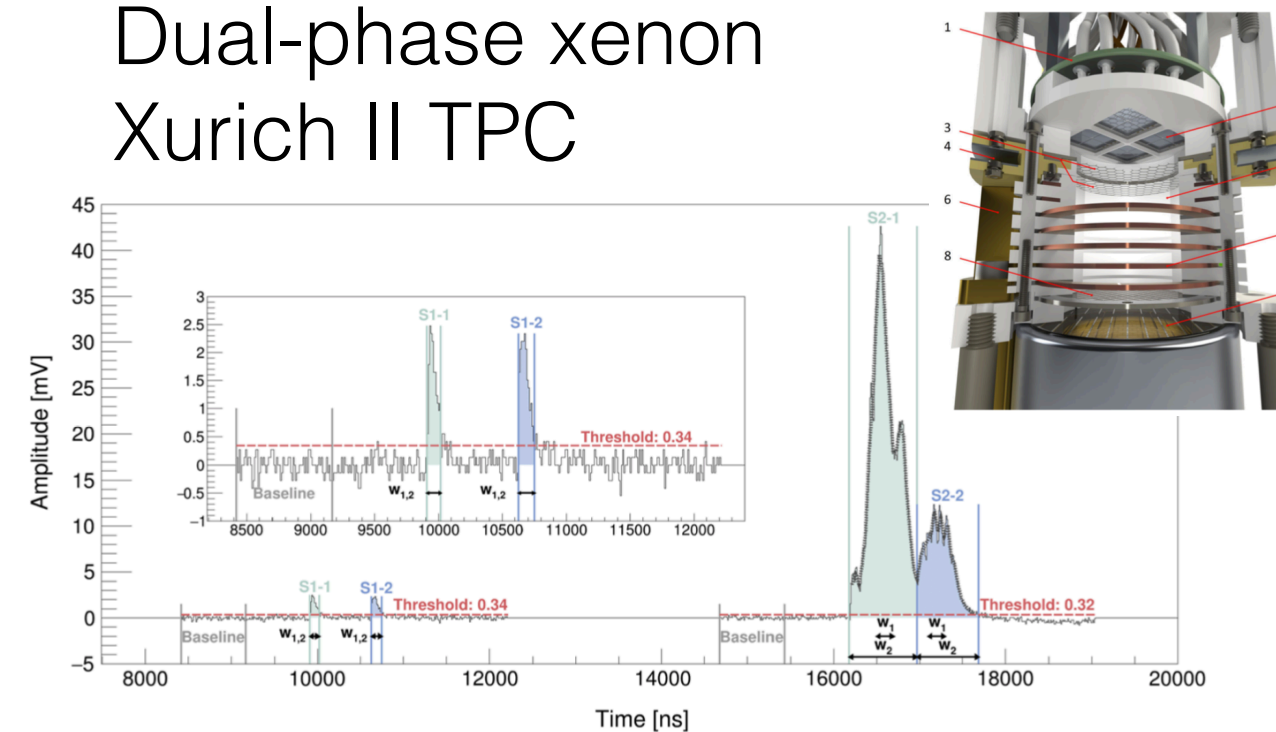 Dual-phase xenon
Xurich II TPC
1
3
4
6
8
45
40
35
30
25
20
15
10
5
0
−5
Amplitude [mV]
3
2.5
2
1.5
1
0.5
0
−0.5
−1
S1-1
S1-2
Threshold: 0.34
Baseline
W1,2
W1,2
8500 9000 9500 10000 10500 11000 11500 12000
S2-1
S2-2
S1-1
S1-2
Threshold: 0.34
Threshold: 0.32
Baseline
W1,2
W1,2
Baseline
W1
W1
W2
W2
8000 10000 12000 14000 16000 18000 20000
Time [ns]